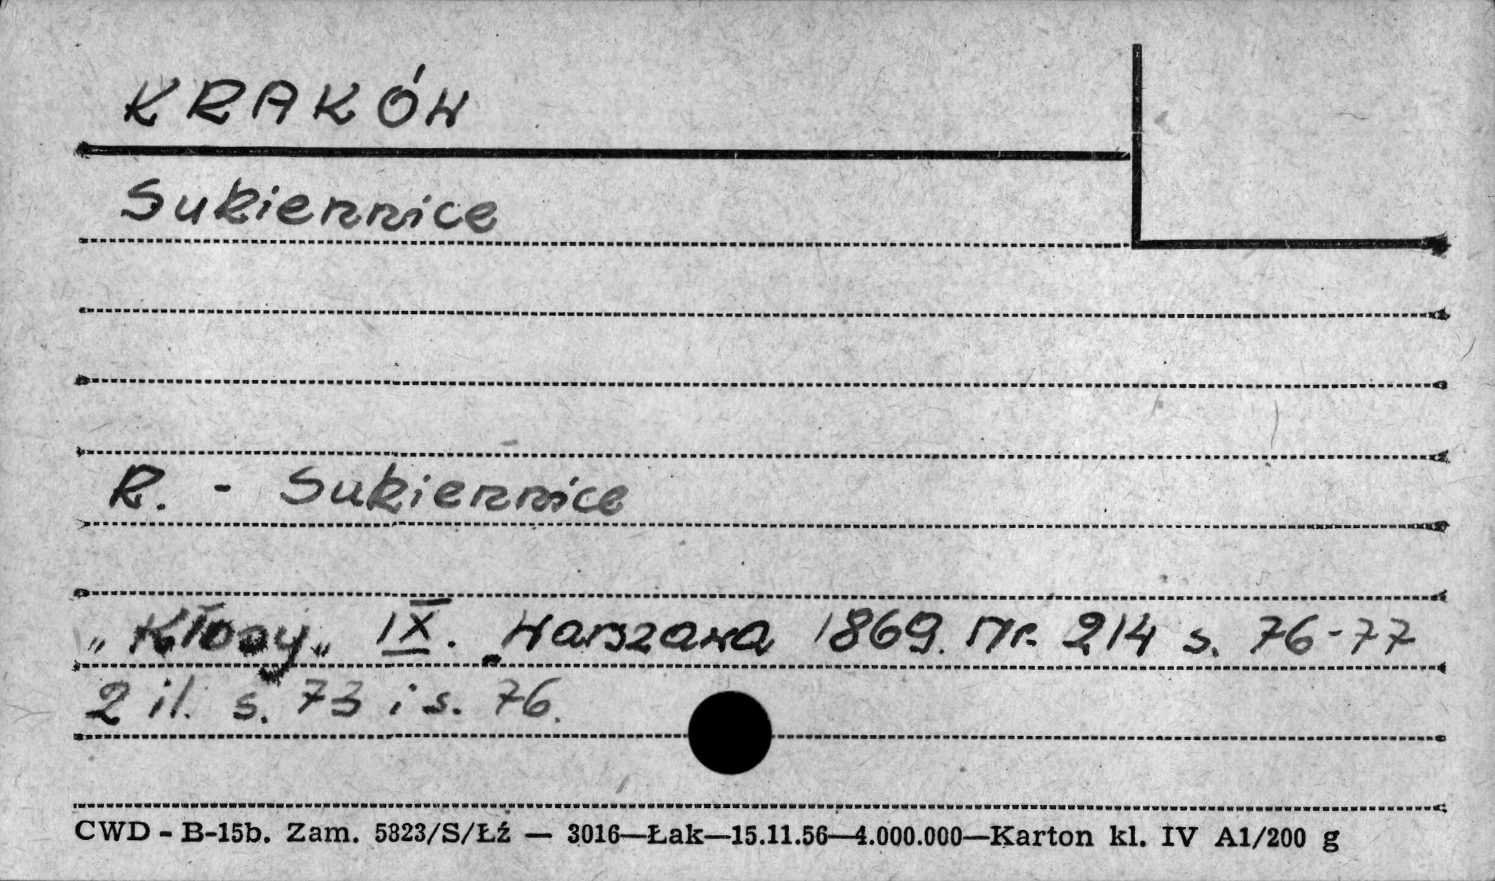 KRAKÓW
Sukiennice
R. - Sukiennice
„Kłosy„ IX. Warszawa 1869. Nr. 214 s. 76-77
2 il. s. 73 i s. 76.
CWD - B-15b. Zam. 5823/S/Łź — 3016—Łak—15.11.56—4.000.000—Karton kl. IV A1/200 g